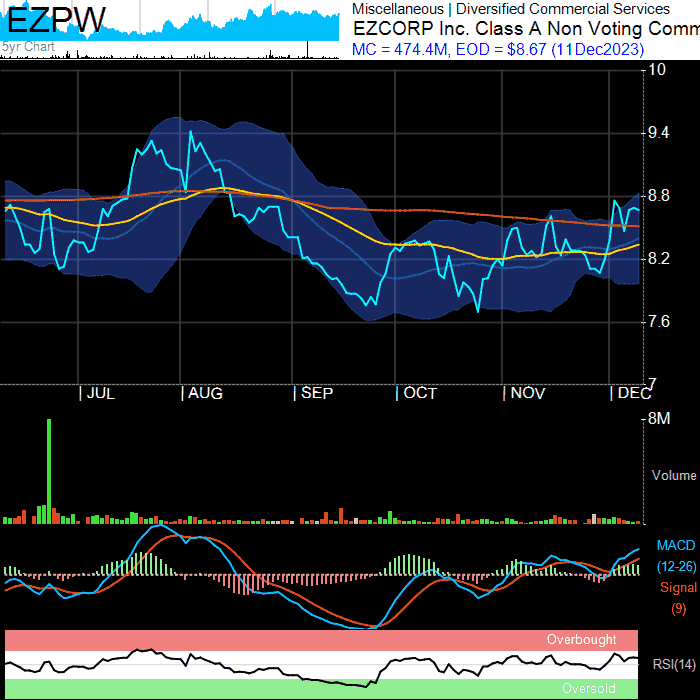 EZPW
5yr Chart
Miscellaneous | Diversified Commercial Services
EZCORP Inc. Class A Non Voting Comm
MC = 474.4M, EOD = $8.67 (11Dec2023)
10
9.4
8.8
8.2
7.6
7
JUL AUG SEP OCT NOV DEC
8M
Volume
MACD
(12-26)
Signal
(9)
Overbought
RSI(14)
Oversold